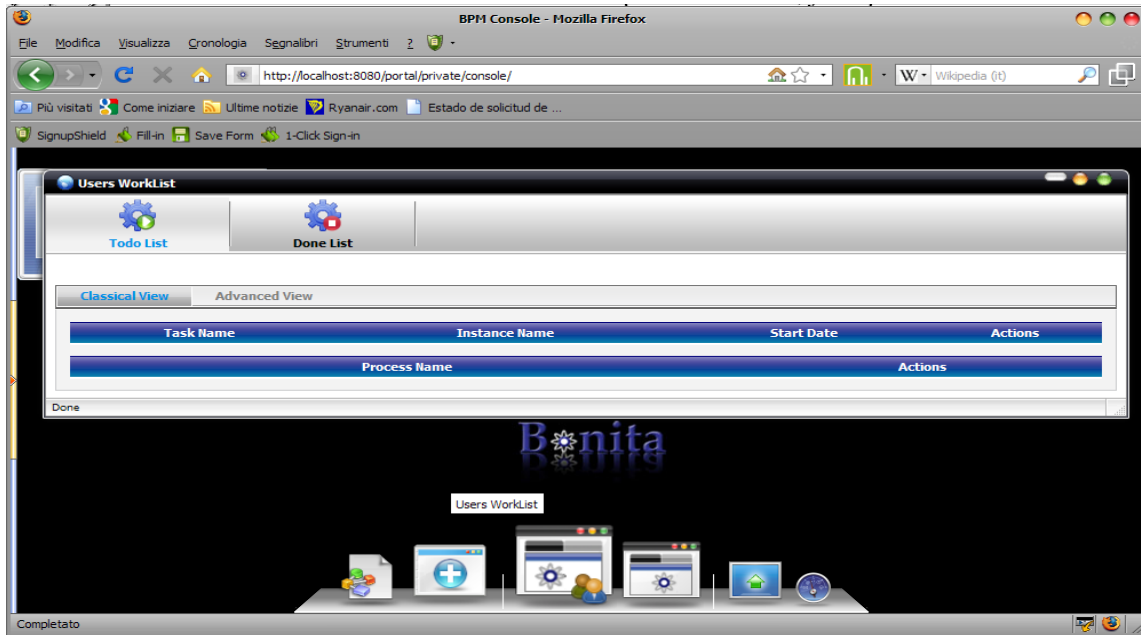 BPM Console - Mozilla Firefox
File Modifica Visualizza Cronologia Segnalibri Strumenti ?
http://localhost:8080/portal/private/console/
Wikipedia (it)
Più visitati Come iniziare Ultime notizie Ryanair.com Estado de solicitud de ...
SignupShield Fill-in Save Form 1-Click Sign-in
Users WorkList
Todo List Done List
Classical View Advanced View
Task Name Instance Name Start Date Actions
Process Name Actions
Done
Bonita
Users WorkList
Completato